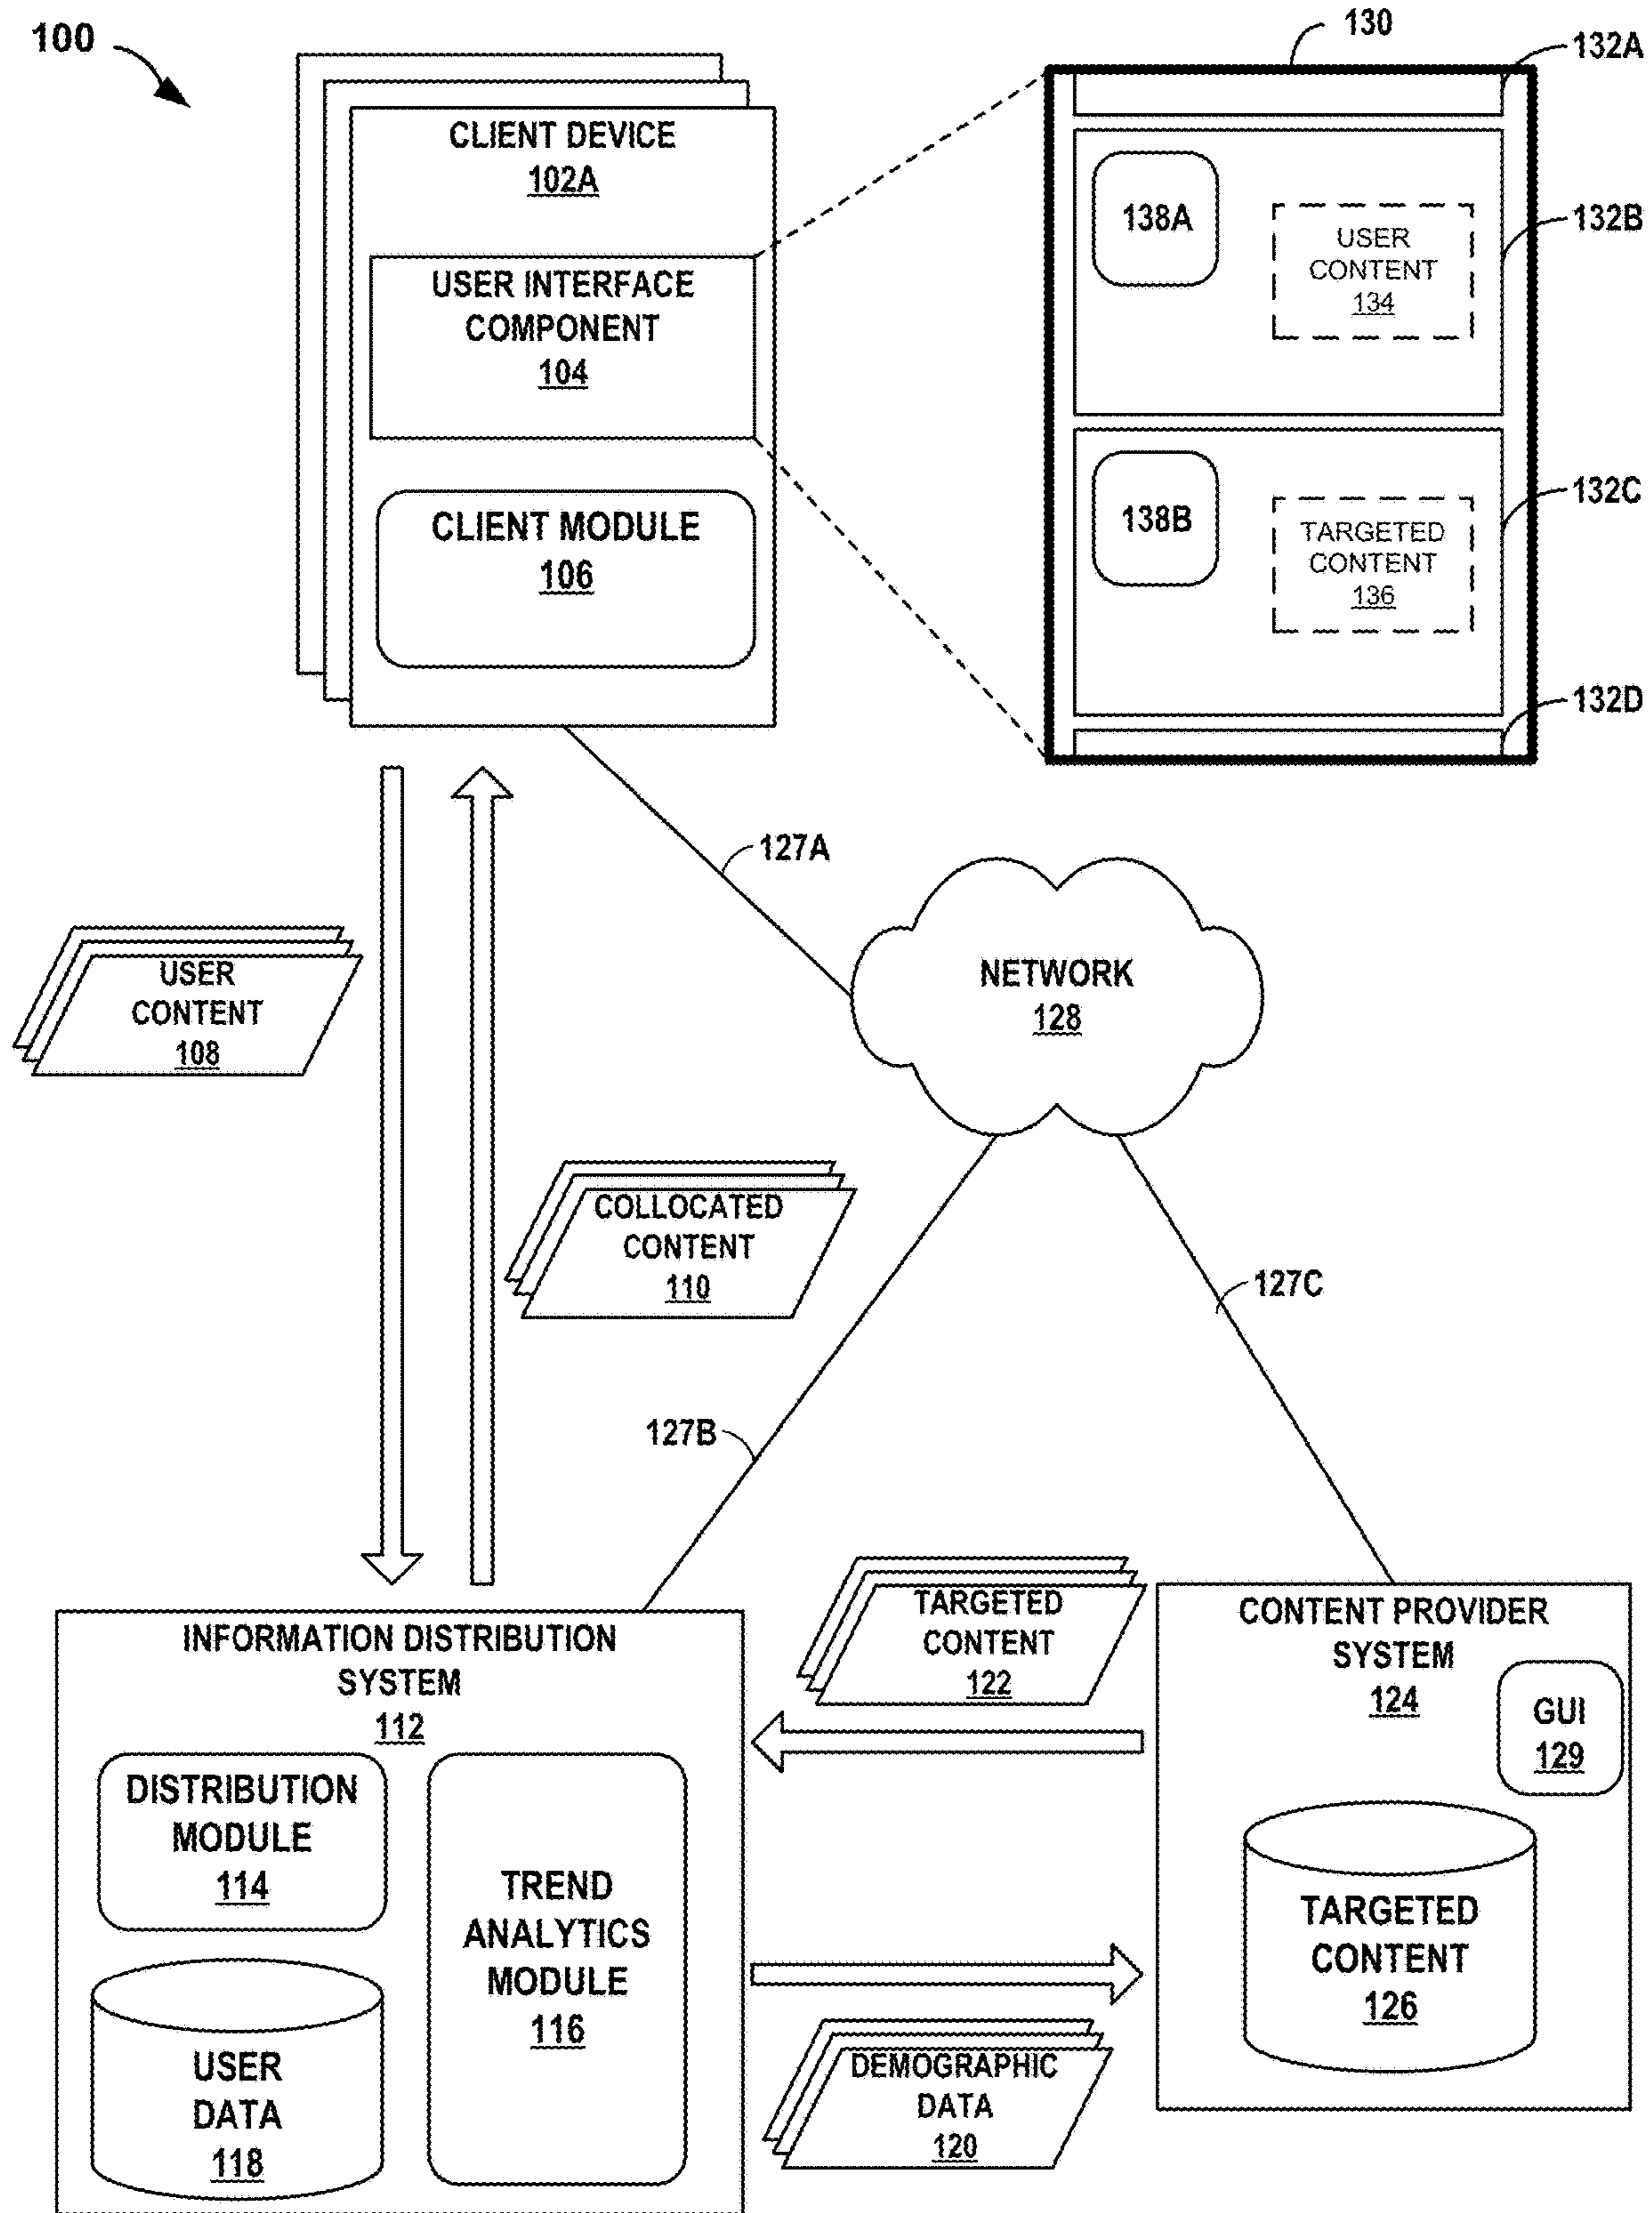 100
130
132A
CLIENT DEVICE
102A
138A
USER
CONTENT
134
132B
USER INTERFACE
COMPONENT
104
138B
TARGETED
CONTENT
136
132C
CLIENT MODULE
106
132D
127A
USER
CONTENT
108
NETWORK
128
COLLOCATED
CONTENT
110
127C
127B
TARGETED
CONTENT
122
CONTENT PROVIDER
SYSTEM
124
GUI
129
INFORMATION DISTRIBUTION
SYSTEM
112
DISTRIBUTION
MODULE
114
TREND
ANALYTICS
MODULE
116
TARGETED
CONTENT
126
USER
DATA
118
DEMOGRAPHIC
DATA
120